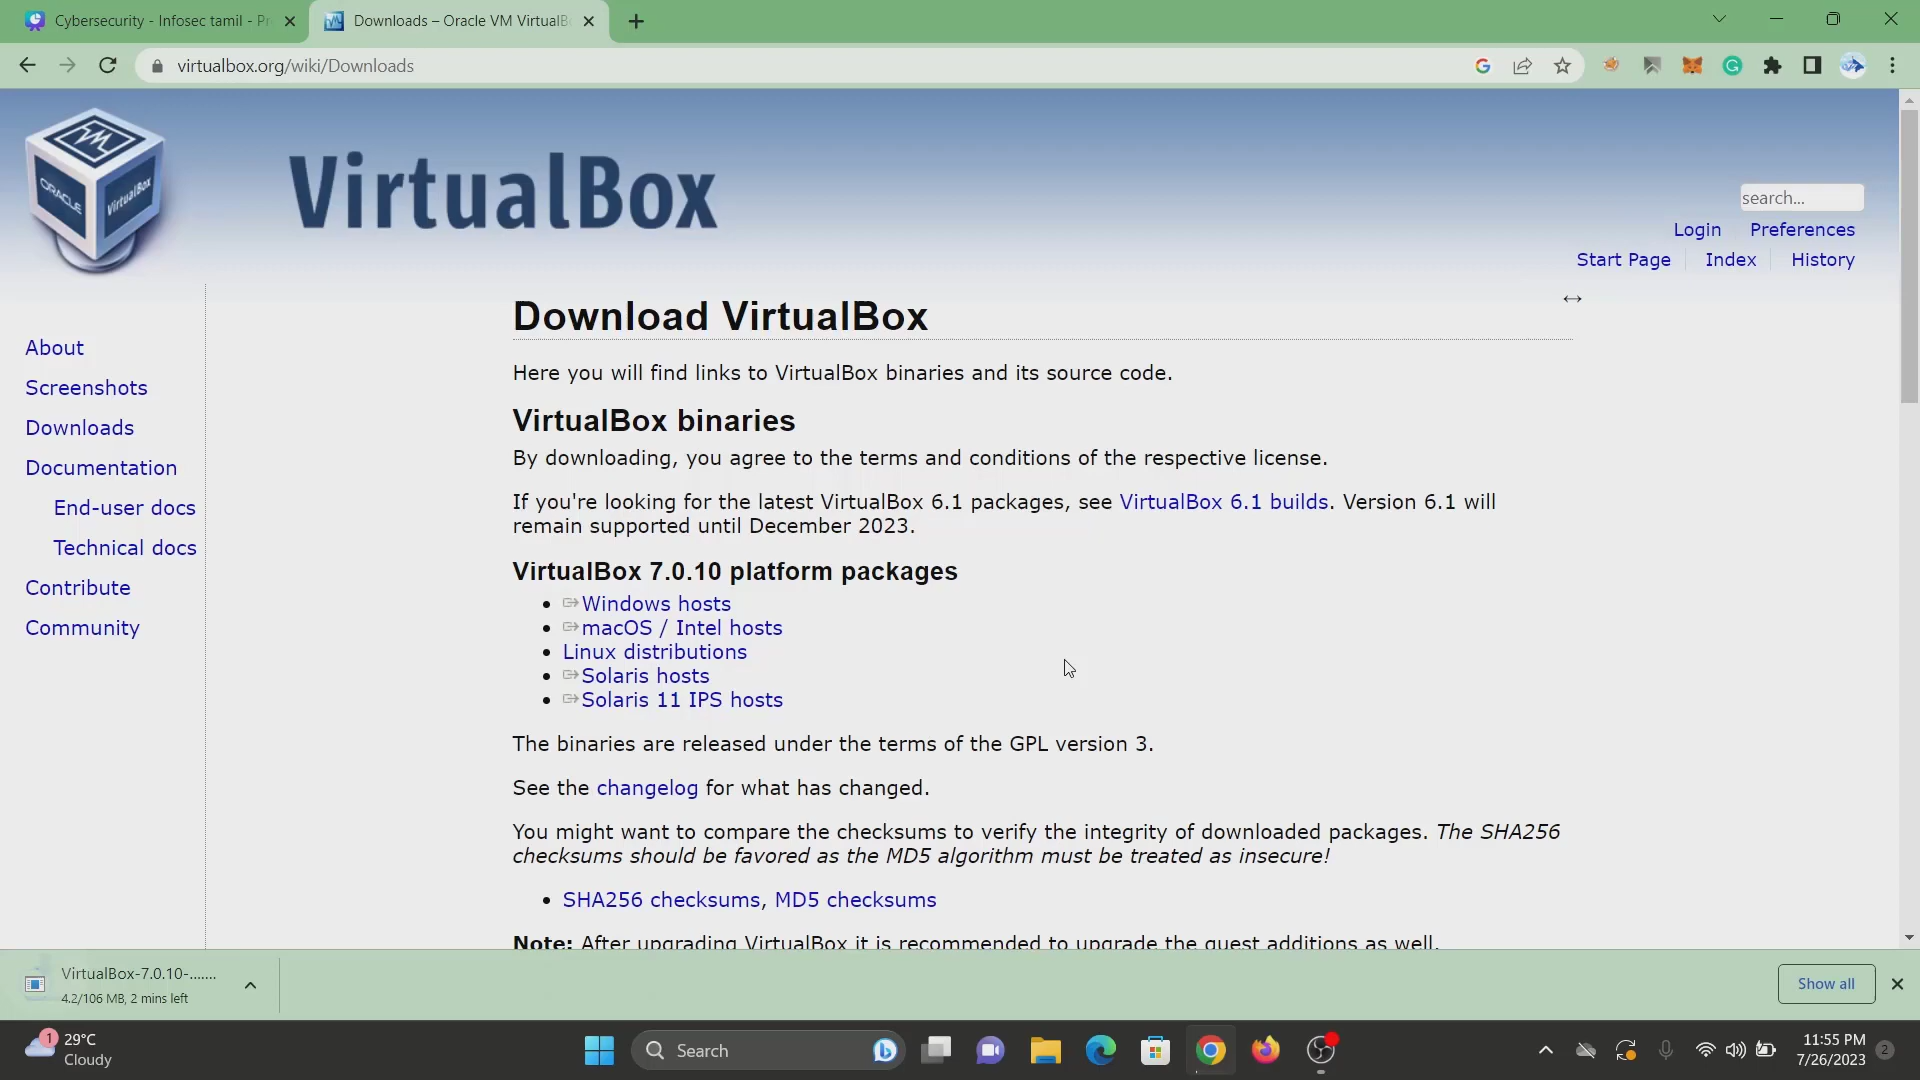 Cybersecurity - Infosec tamil - Pr
Downloads – Oracle VM VirtualB
virtualbox.org/wiki/Downloads
ORACLE
VirtualBox
VirtualBox
search...
Login
Preferences
Start Page
Index
History
About
Screenshots
Downloads
Documentation
End-user docs
Technical docs
Contribute
Community
Download VirtualBox
Here you will find links to VirtualBox binaries and its source code.
VirtualBox binaries
By downloading, you agree to the terms and conditions of the respective license.
If you're looking for the latest VirtualBox 6.1 packages, see VirtualBox 6.1 builds. Version 6.1 will
remain supported until December 2023.
VirtualBox 7.0.10 platform packages
Windows hosts
macOS / Intel hosts
Linux distributions
Solaris hosts
Solaris 11 IPS hosts
The binaries are released under the terms of the GPL version 3.
See the changelog for what has changed.
You might want to compare the checksums to verify the integrity of downloaded packages. The SHA256
checksums should be favored as the MD5 algorithm must be treated as insecure!
SHA256 checksums, MD5 checksums
Note: After upgrading VirtualBox it is recommended to upgrade the guest additions as well.
VirtualBox-7.0.10-.......
4.2/106 MB, 2 mins left
Show all
1
29°C
Cloudy
Search
11:55 PM
7/26/2023
2